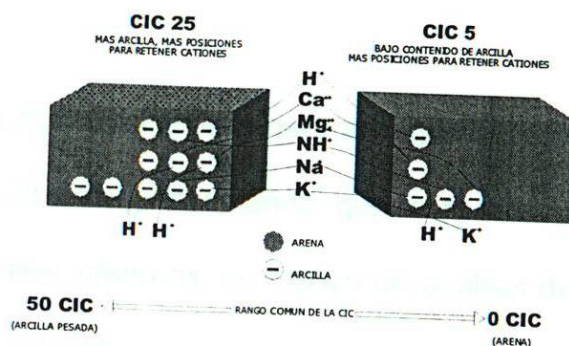 CIC 25
MAS ARCILLA, MAS POSICIONES
PARA RETENER CATIONES
CIC 5
BAJO CONTENIDO DE ARCILLA
MAS POSICIONES PARA RETENER CATIONES
H⁺
Ca⁺⁺
Mg⁺⁺
NH⁺
Na⁺
K⁺
H⁺ H⁺
H⁺ K⁺
ARENA
ARCILLA
50 CIC
(ARCILLA PESADA)
RANGO COMUN DE LA CIC
0 CIC
(ARENA)